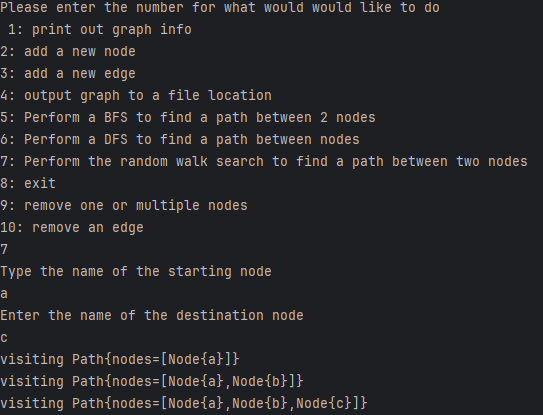 Please enter the number for what would would like to do
1: print out graph info
2: add a new node
3: add a new edge
4: output graph to a file location
5: Perform a BFS to find a path between 2 nodes
6: Perform a DFS to find a path between nodes
7: Perform the random walk search to find a path between two nodes
8: exit
9: remove one or multiple nodes
10: remove an edge
7
Type the name of the starting node
a
Enter the name of the destination node
c
visiting Path{nodes=[Node{a}]}
visiting Path{nodes=[Node{a},Node{b}]}
visiting Path{nodes=[Node{a},Node{b},Node{c}]}